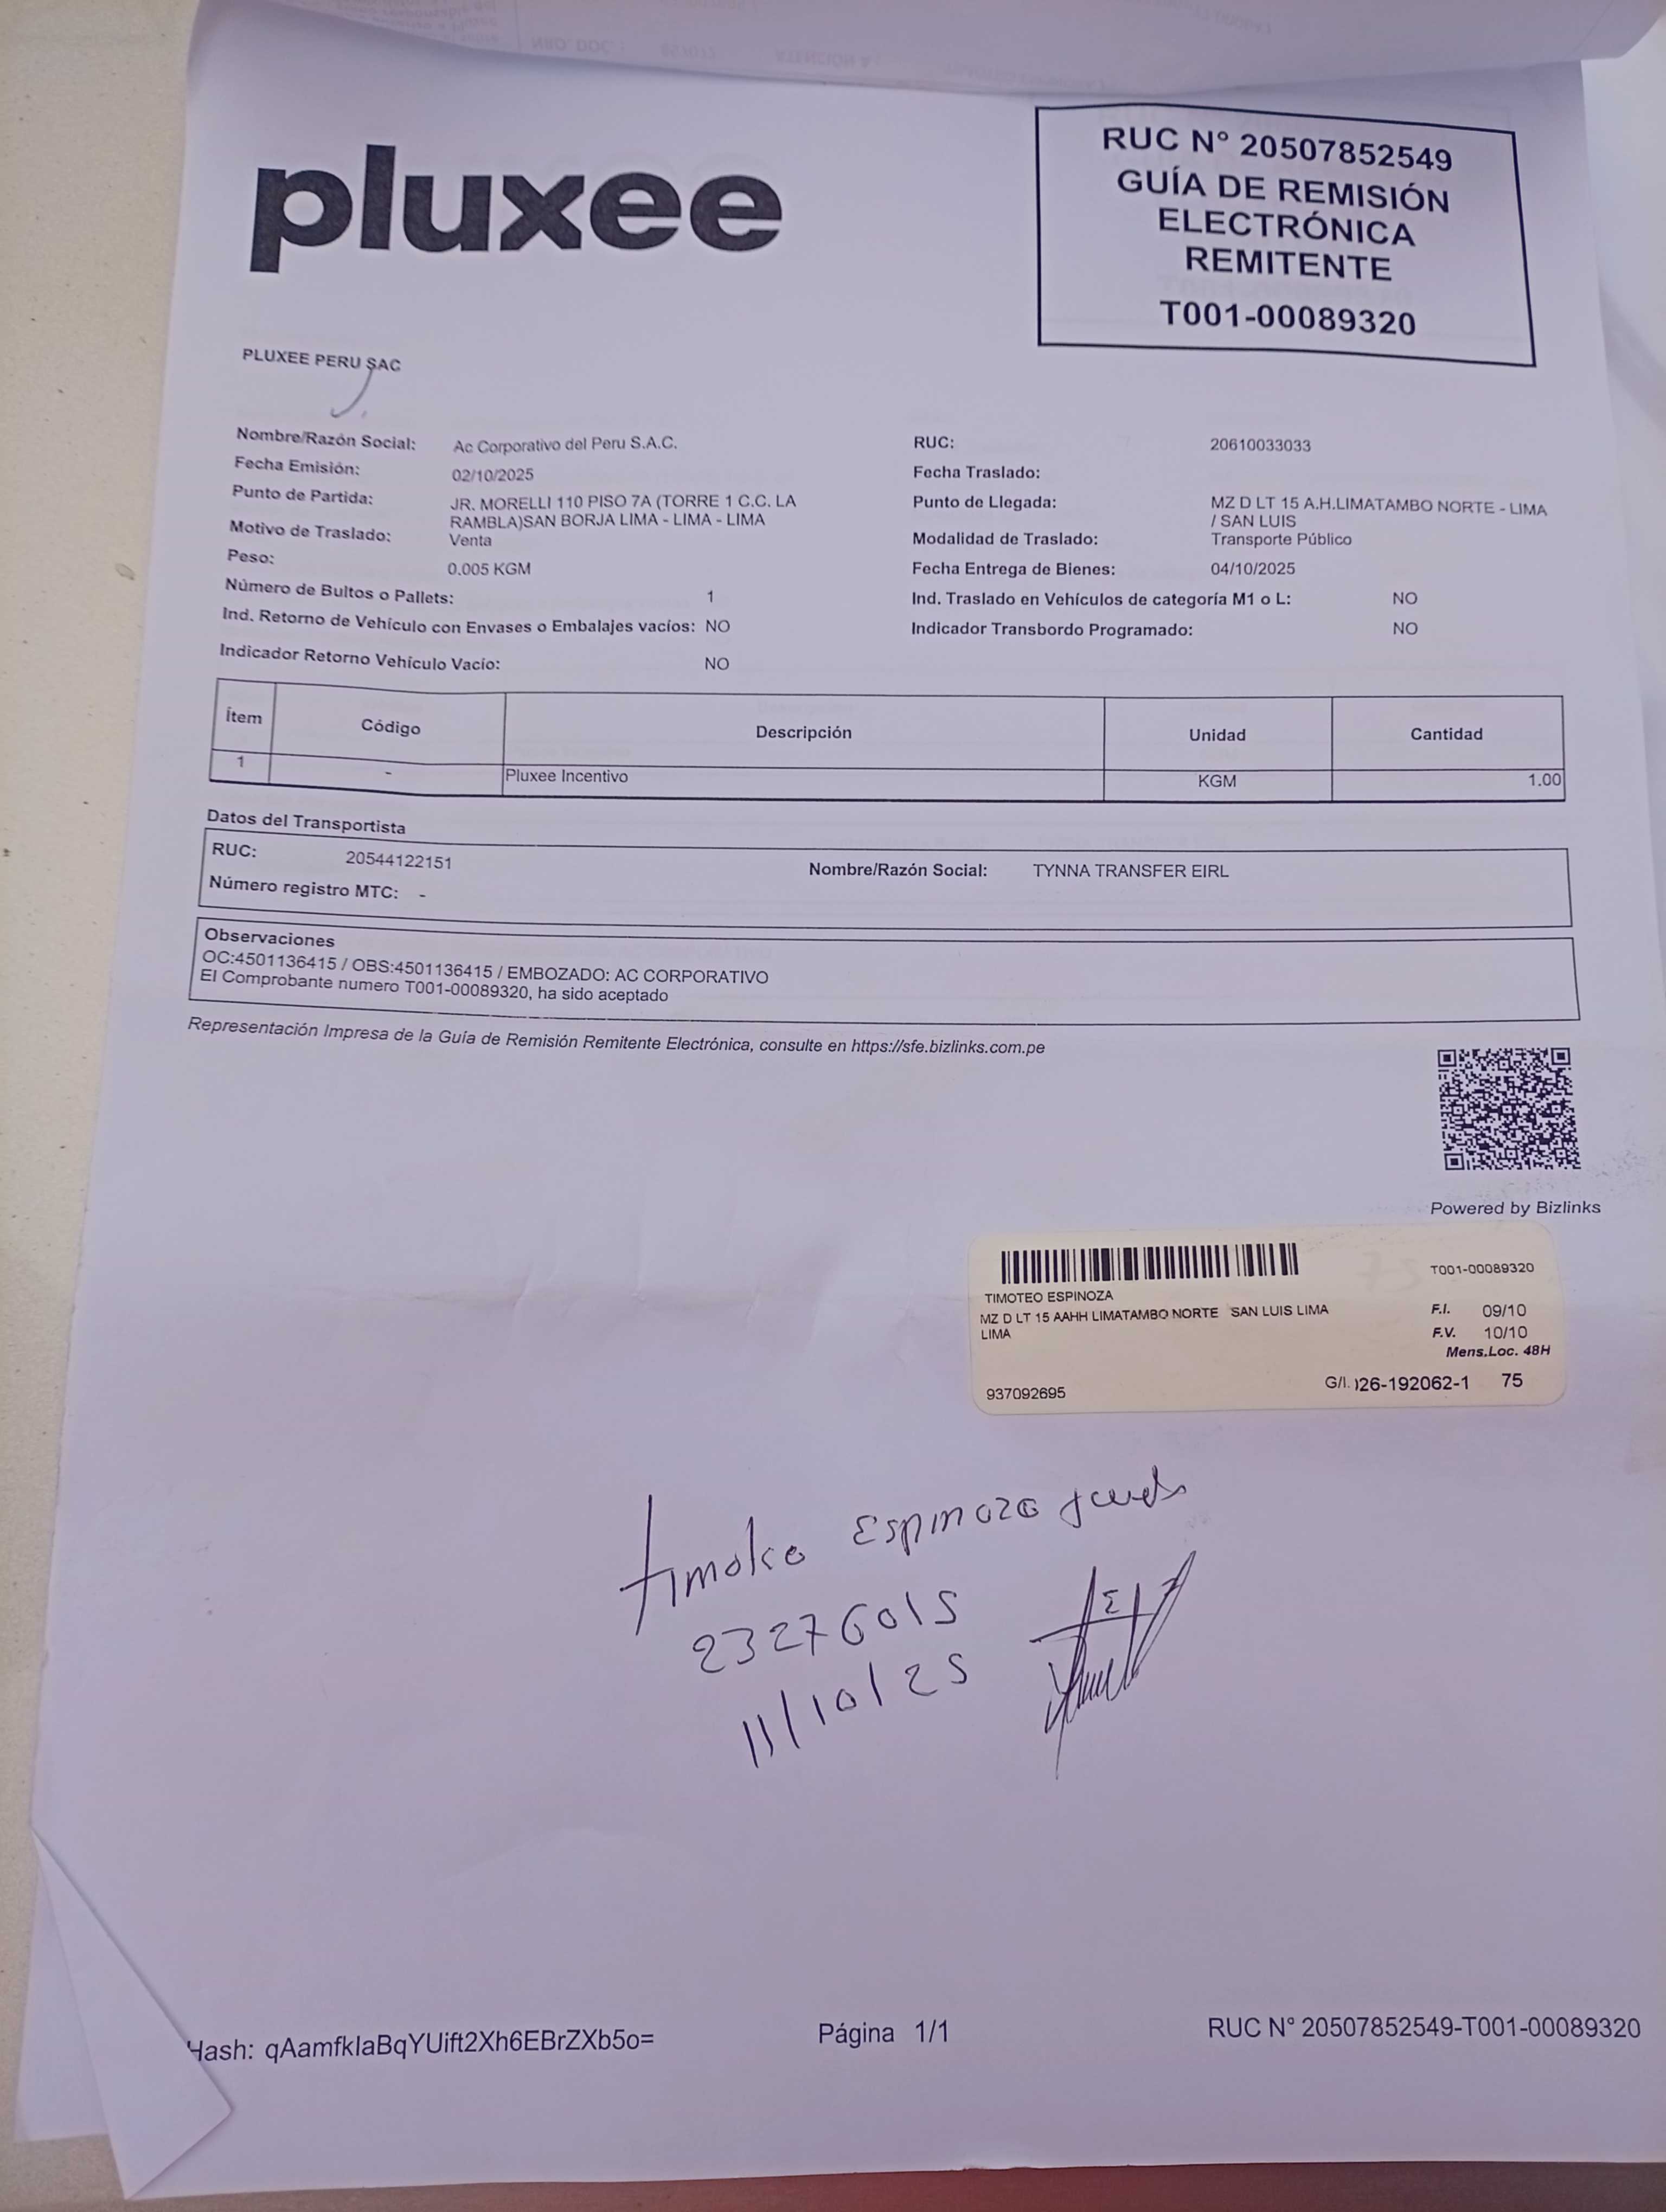 pluxee
RUC N° 20507852549
GUÍA DE REMISIÓN
ELECTRÓNICA
REMITENTE
T001-00089320
PLUXEE PERU SAC
Nombre/Razón Social: Ac Corporativo del Peru S.A.C.
Fecha Emisión: 02/10/2025
Punto de Partida: JR. MORELLI 110 PISO 7A (TORRE 1 C.C. LA
RAMBLA)SAN BORJA LIMA - LIMA - LIMA
Motivo de Traslado: Venta
Peso: 0.005 KGM
Número de Bultos o Pallets: 1
Ind. Retorno de Vehículo con Envases o Embalajes vacíos: NO
Indicador Retorno Vehículo Vacío: NO
RUC: 20610033033
Fecha Traslado:
Punto de Llegada: MZ D LT 15 A.H.LIMATAMBO NORTE - LIMA
/ SAN LUIS
Modalidad de Traslado: Transporte Público
Fecha Entrega de Bienes: 04/10/2025
Ind. Traslado en Vehículos de categoría M1 o L: NO
Indicador Transbordo Programado: NO
Ítem Código Descripción Unidad Cantidad
1 - Pluxee Incentivo KGM 1.00
Datos del Transportista
RUC: 20544122151 Nombre/Razón Social: TYNNA TRANSFER EIRL
Número registro MTC: -
Observaciones
OC:4501136415 / OBS:4501136415 / EMBOZADO: AC CORPORATIVO
El Comprobante numero T001-00089320, ha sido aceptado
Representación Impresa de la Guía de Remisión Remitente Electrónica, consulte en https://sfe.bizlinks.com.pe
Powered by Bizlinks
T001-00089320
TIMOTEO ESPINOZA
MZ D LT 15 AAHH LIMATAMBO NORTE SAN LUIS LIMA
LIMA
F.I. 09/10
F.V. 10/10
Mens.Loc. 48H
937092695 G/I. )26-192062-1 75
Espinoza
23276015
11/10/25
Hash: qAamfklaBqYUift2Xh6EBrZXb5o= Página 1/1 RUC N° 20507852549-T001-00089320